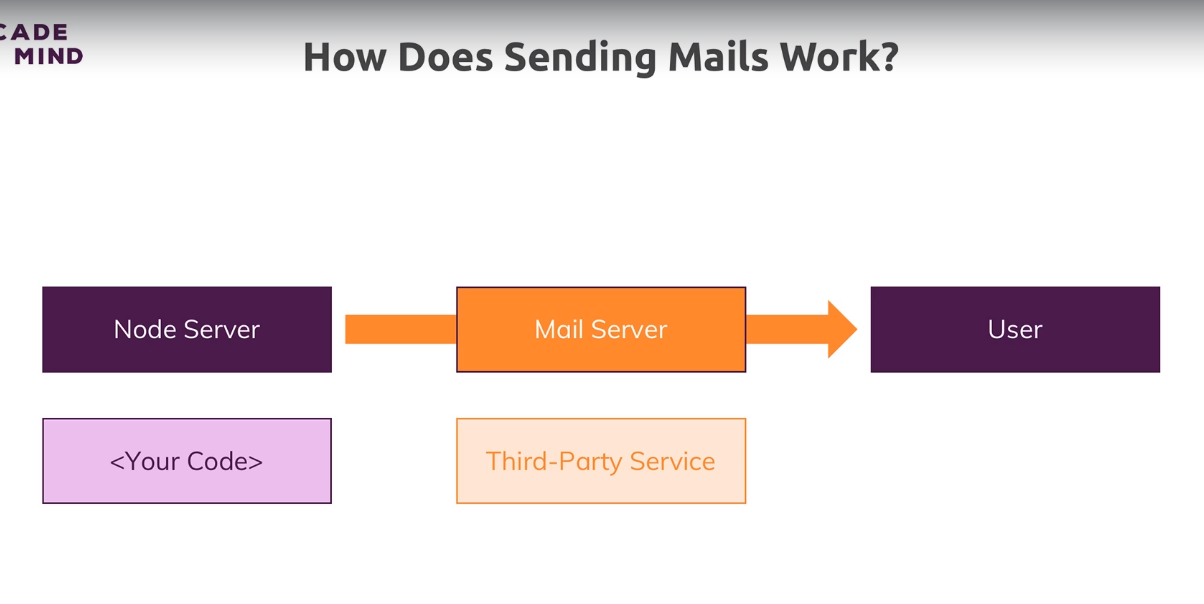 CADE
MIND
How Does Sending Mails Work?
Node Server
Mail Server
User
<Your Code>
Third-Party Service